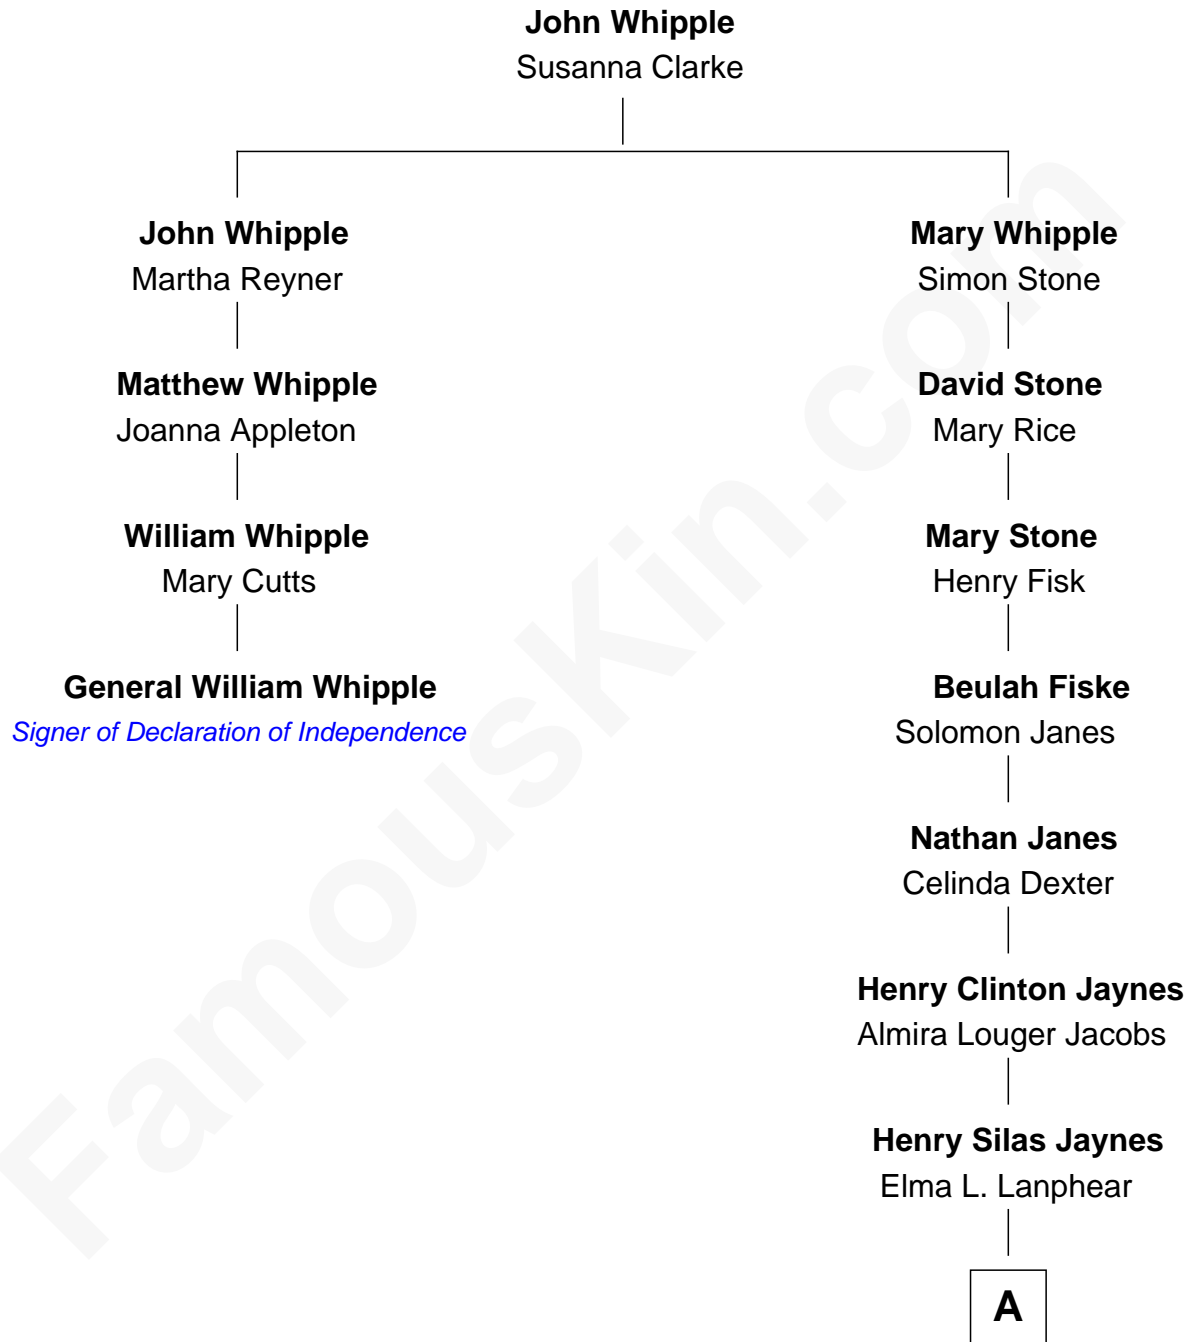 John Whipple
Susanna Clarke
John Whipple
Martha Reyner
Matthew Whipple
Joanna Appleton
William Whipple
Mary Cutts
General William Whipple
Signer of Declaration of Independence
Mary Whipple
Simon Stone
David Stone
Mary Rice
Mary Stone
Henry Fisk
Beulah Fiske
Solomon Janes
Nathan Janes
Celinda Dexter
Henry Clinton Jaynes
Almira Louger Jacobs
Henry Silas Jaynes
Elma L. Lanphear
A
FamousKin.com